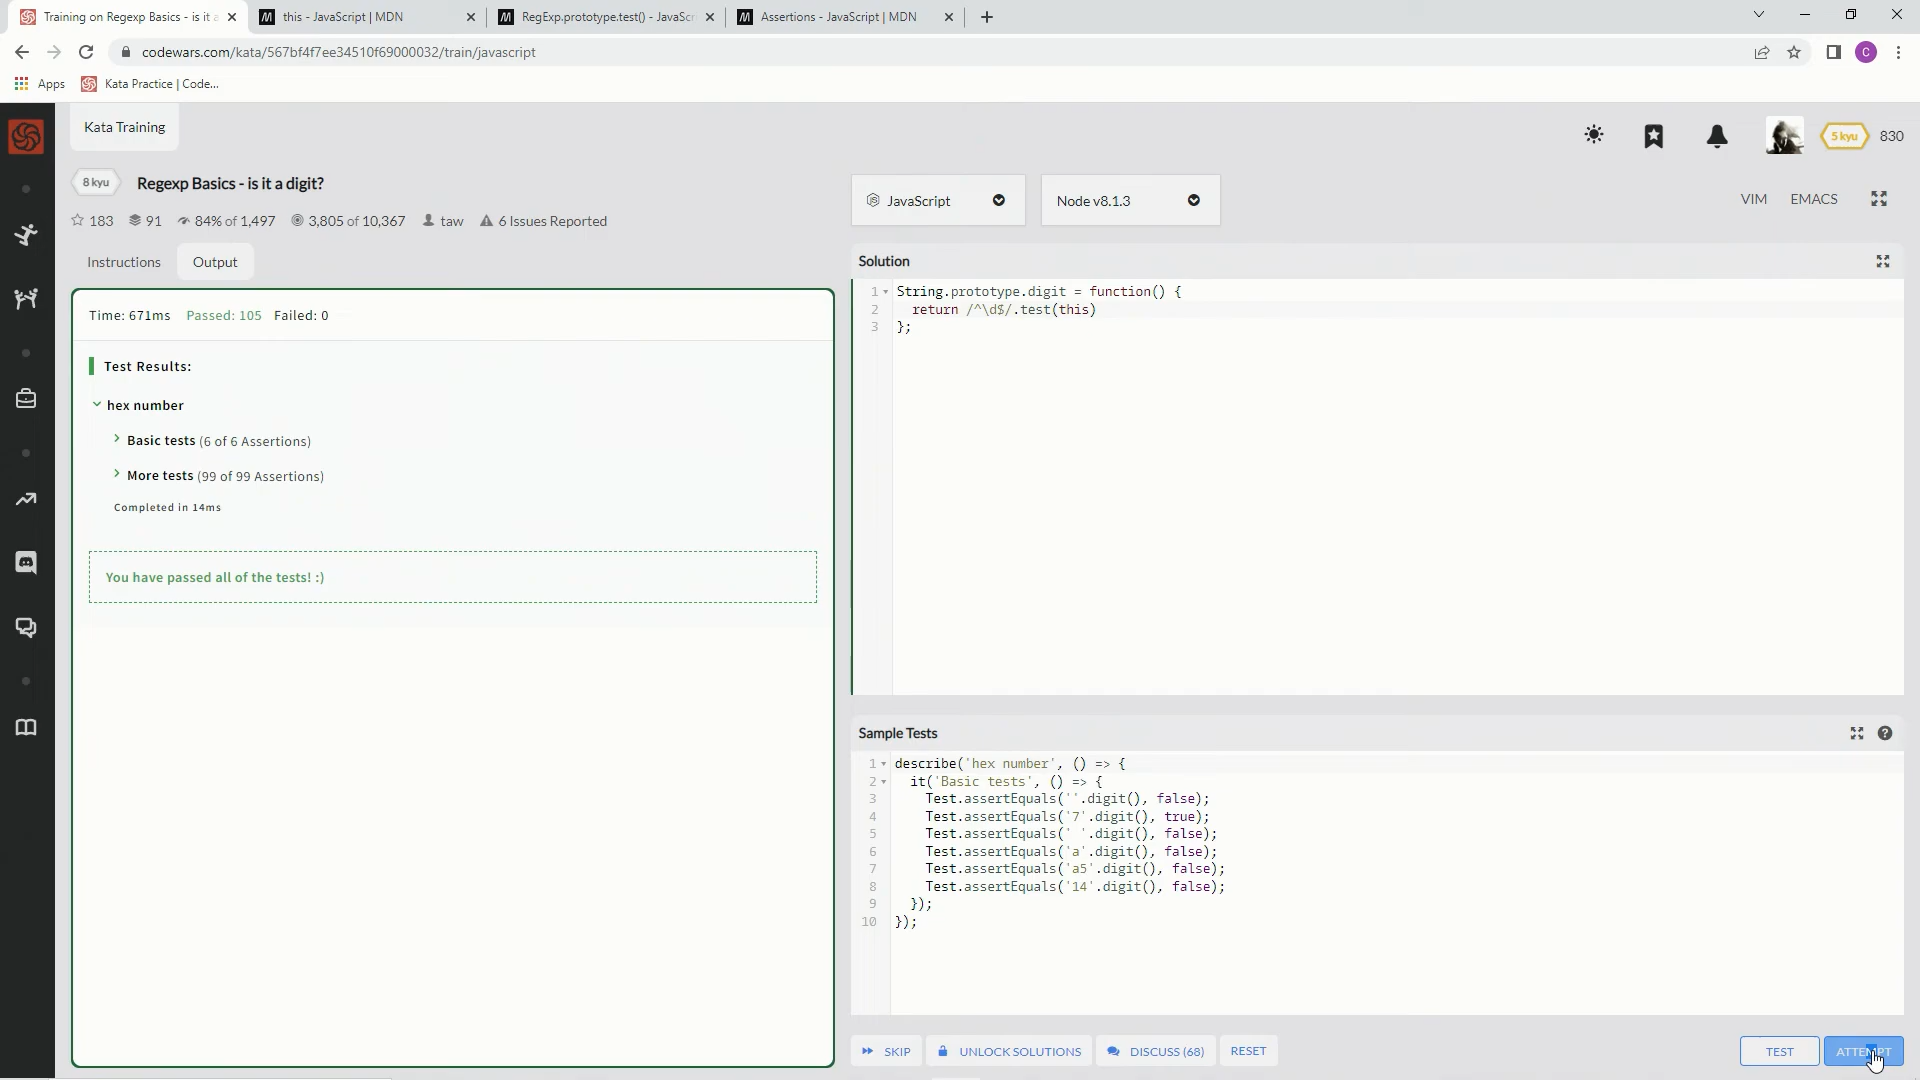 Training on Regexp Basics - is it a
this - JavaScript | MDN
RegExp.prototype.test() - JavaSc
Assertions - JavaScript | MDN
codewars.com/kata/567bf4f7ee34510f69000032/train/javascript
C
Apps
Kata Practice | Code...
Kata Training
5 kyu
830
8 kyu
Regexp Basics - is it a digit?
183
91
84% of 1,497
3,805 of 10,367
taw
6 Issues Reported
JavaScript
Node v8.1.3
VIM
EMACS
Instructions
Output
Time: 671ms Passed: 105 Failed: 0
Test Results:
hex number
Basic tests (6 of 6 Assertions)
More tests (99 of 99 Assertions)
Completed in 14ms
You have passed all of the tests! :)
Solution
1 String.prototype.digit = function() {
2 return /^\d$/.test(this)
3 };
Sample Tests
1 describe('hex number', () => {
2 it('Basic tests', () => {
3 Test.assertEquals(''.digit(), false);
4 Test.assertEquals('7'.digit(), true);
5 Test.assertEquals(' '.digit(), false);
6 Test.assertEquals('a'.digit(), false);
7 Test.assertEquals('a5'.digit(), false);
8 Test.assertEquals('14'.digit(), false);
9 });
10 });
SKIP
UNLOCK SOLUTIONS
DISCUSS (68)
RESET
TEST
ATTEMPT